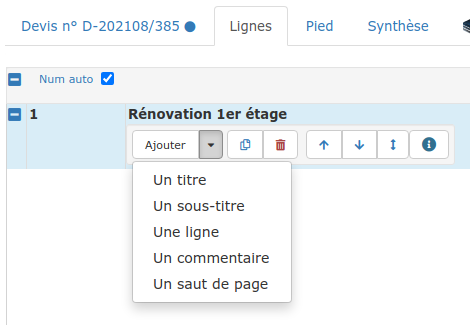 Devis n° D-202108/385 Lignes Pied Synthèse
Num auto
1 Rénovation 1er étage
Ajouter
Un titre
Un sous-titre
Une ligne
Un commentaire
Un saut de page